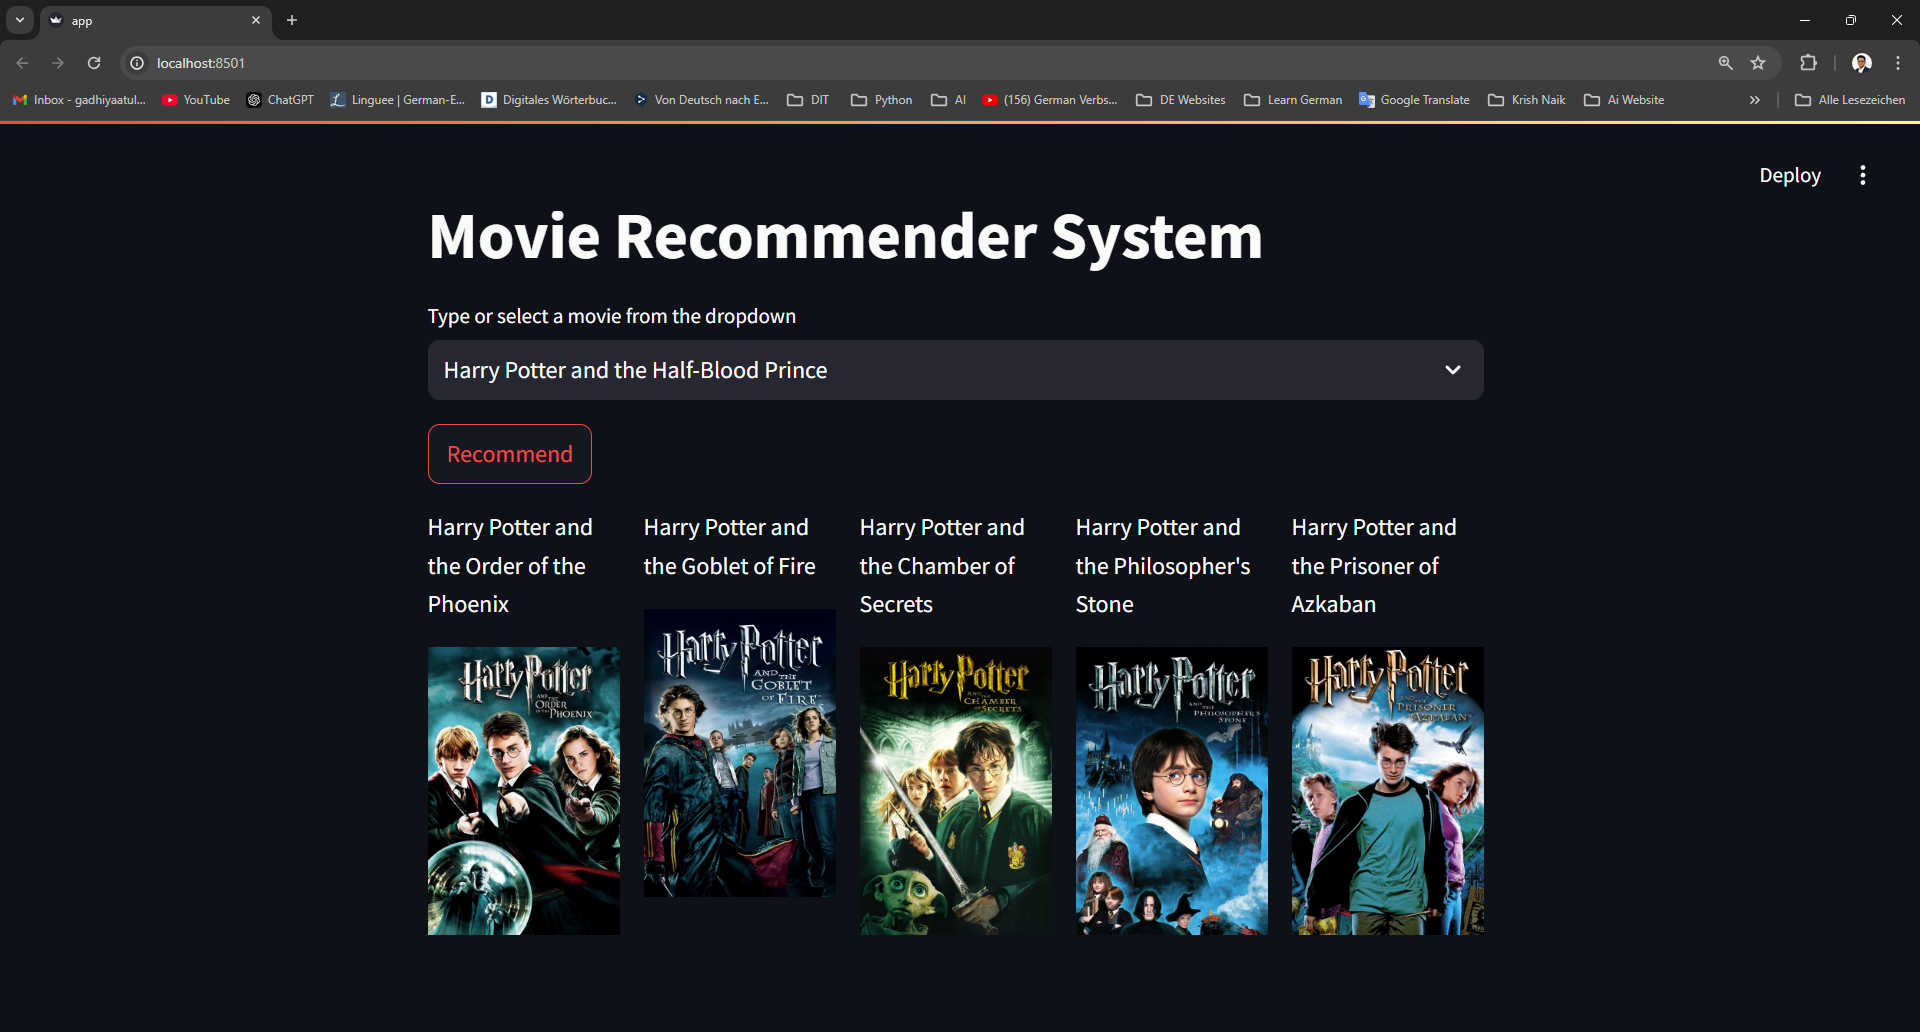 app
localhost:8501
Inbox - gadhiyaatul... YouTube ChatGPT Linguee | German-E... Digitales Wörterbuc... Von Deutsch nach E... DIT Python AI (156) German Verbs... DE Websites Learn German Google Translate Krish Naik Ai Website » Alle Lesezeichen
Deploy
Movie Recommender System
Type or select a movie from the dropdown
Harry Potter and the Half-Blood Prince
Recommend
Harry Potter and
the Order of the
Phoenix
Harry Potter and
the Goblet of Fire
Harry Potter and
the Chamber of
Secrets
Harry Potter and
the Philosopher's
Stone
Harry Potter and
the Prisoner of
Azkaban
Harry Potter
AND THE
ORDER
OF THE PHOENIX
Harry Potter
AND THE
GOBLET
OF FIRE
Harry Potter
AND THE
CHAMBER
OF SECRETS
Harry Potter
AND THE
PHILOSOPHER'S
STONE
Harry Potter
AND THE
PRISONER
OF AZKABAN